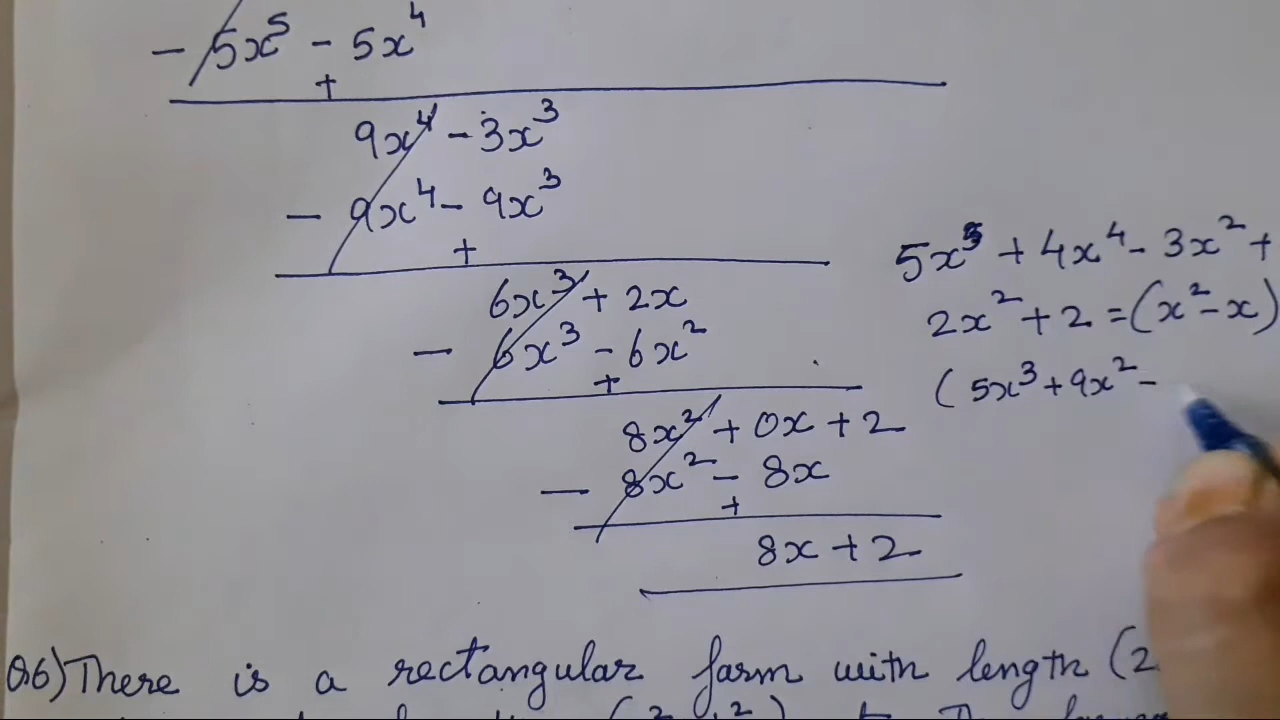 - 5x⁵ - 5x⁴
+
9x⁴ - 3x³
- 9x⁴ - 9x³
+
6x³ + 2x
- 6x³ - 6x²
+
8x² + 0x + 2
- 8x² - 8x
+
8x + 2
5x⁵ + 4x⁴ - 3x² +
2x² + 2 = (x² - x)
( 5x³ + 9x² -
Q6) There is a rectangular farm with length (2